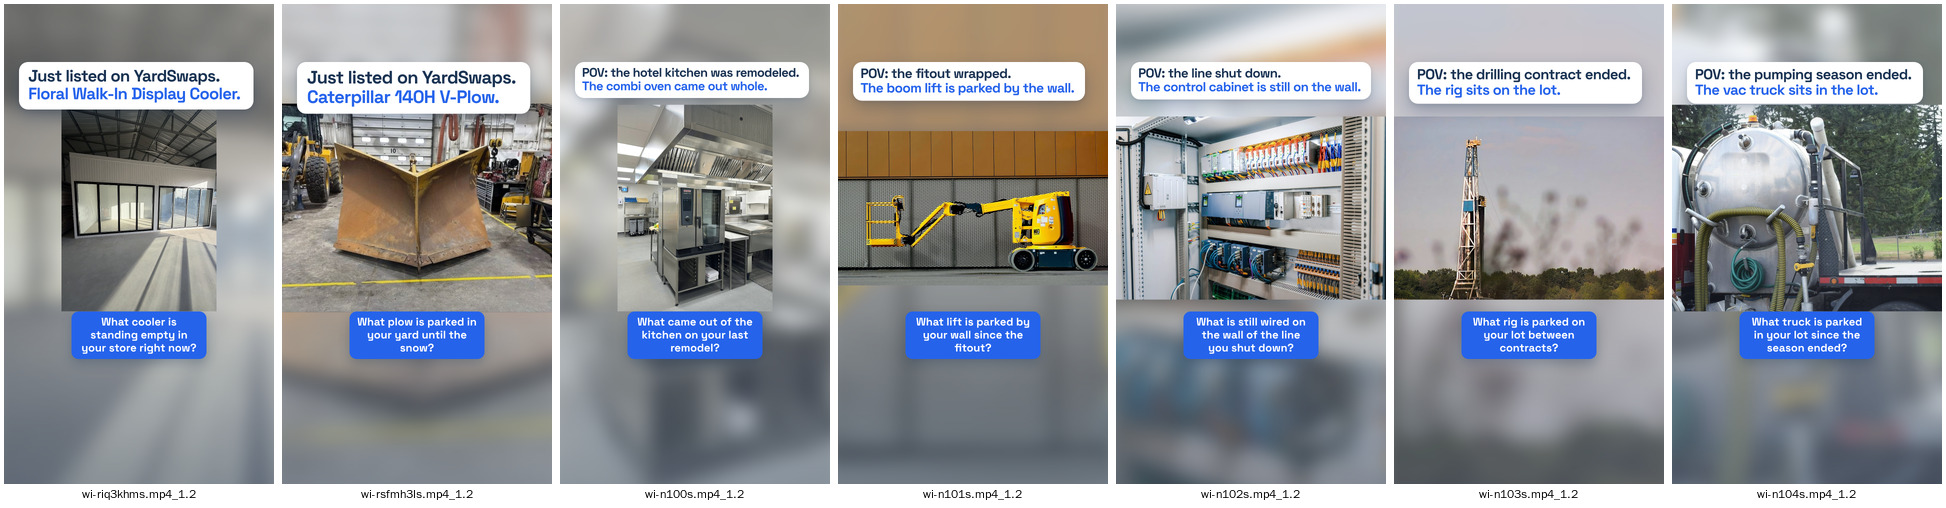 Just listed on YardSwaps.
Floral Walk-In Display Cooler.
What cooler is
standing empty in
your store right now?
wi-riq3khms.mp4_1.2
Just listed on YardSwaps.
Caterpillar 140H V-Plow.
10
What plow is parked in
your yard until the
snow?
wi-rsfmh3ls.mp4_1.2
POV: the hotel kitchen was remodeled.
The combi oven came out whole.
What came out of the
kitchen on your last
remodel?
wi-n100s.mp4_1.2
POV: the fitout wrapped.
The boom lift is parked by the wall.
What lift is parked by
your wall since the
fitout?
wi-n101s.mp4_1.2
POV: the line shut down.
The control cabinet is still on the wall.
What is still wired on
the wall of the line
you shut down?
wi-n102s.mp4_1.2
POV: the drilling contract ended.
The rig sits on the lot.
What rig is parked on
your lot between
contracts?
wi-n103s.mp4_1.2
POV: the pumping season ended.
The vac truck sits in the lot.
What truck is parked
in your lot since the
season ended?
wi-n104s.mp4_1.2